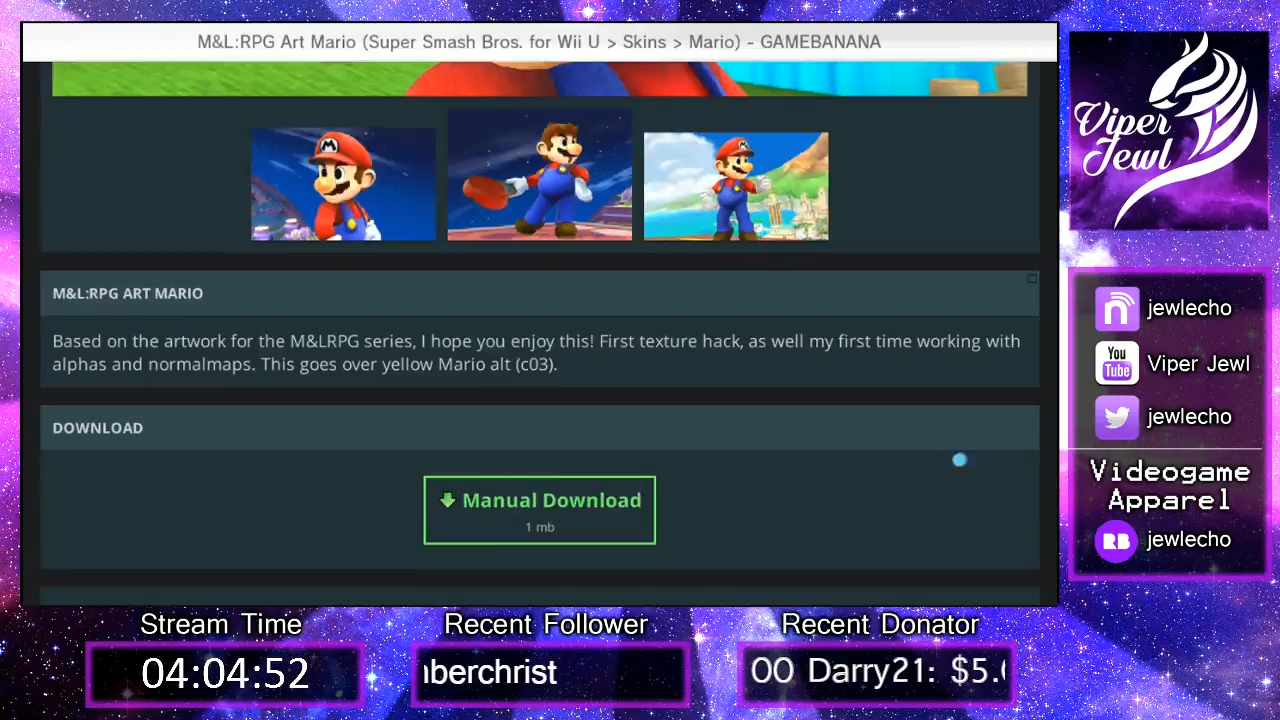 M&L:RPG Art Mario (Super Smash Bros. for Wii U > Skins > Mario) - GAMEBANANA
M&L:RPG ART MARIO
Based on the artwork for the M&LRPG series, I hope you enjoy this! First texture hack, as well my first time working with
alphas and normalmaps. This goes over yellow Mario alt (c03).
DOWNLOAD
Manual Download
1 mb
Viper
Jewl
jewlecho
You
Tube
Viper Jewl
jewlecho
Videogame
Apparel
RB
jewlecho
Stream Time
04:04:52
Recent Follower
berchrist
Recent Donator
00 Darry21: $5.